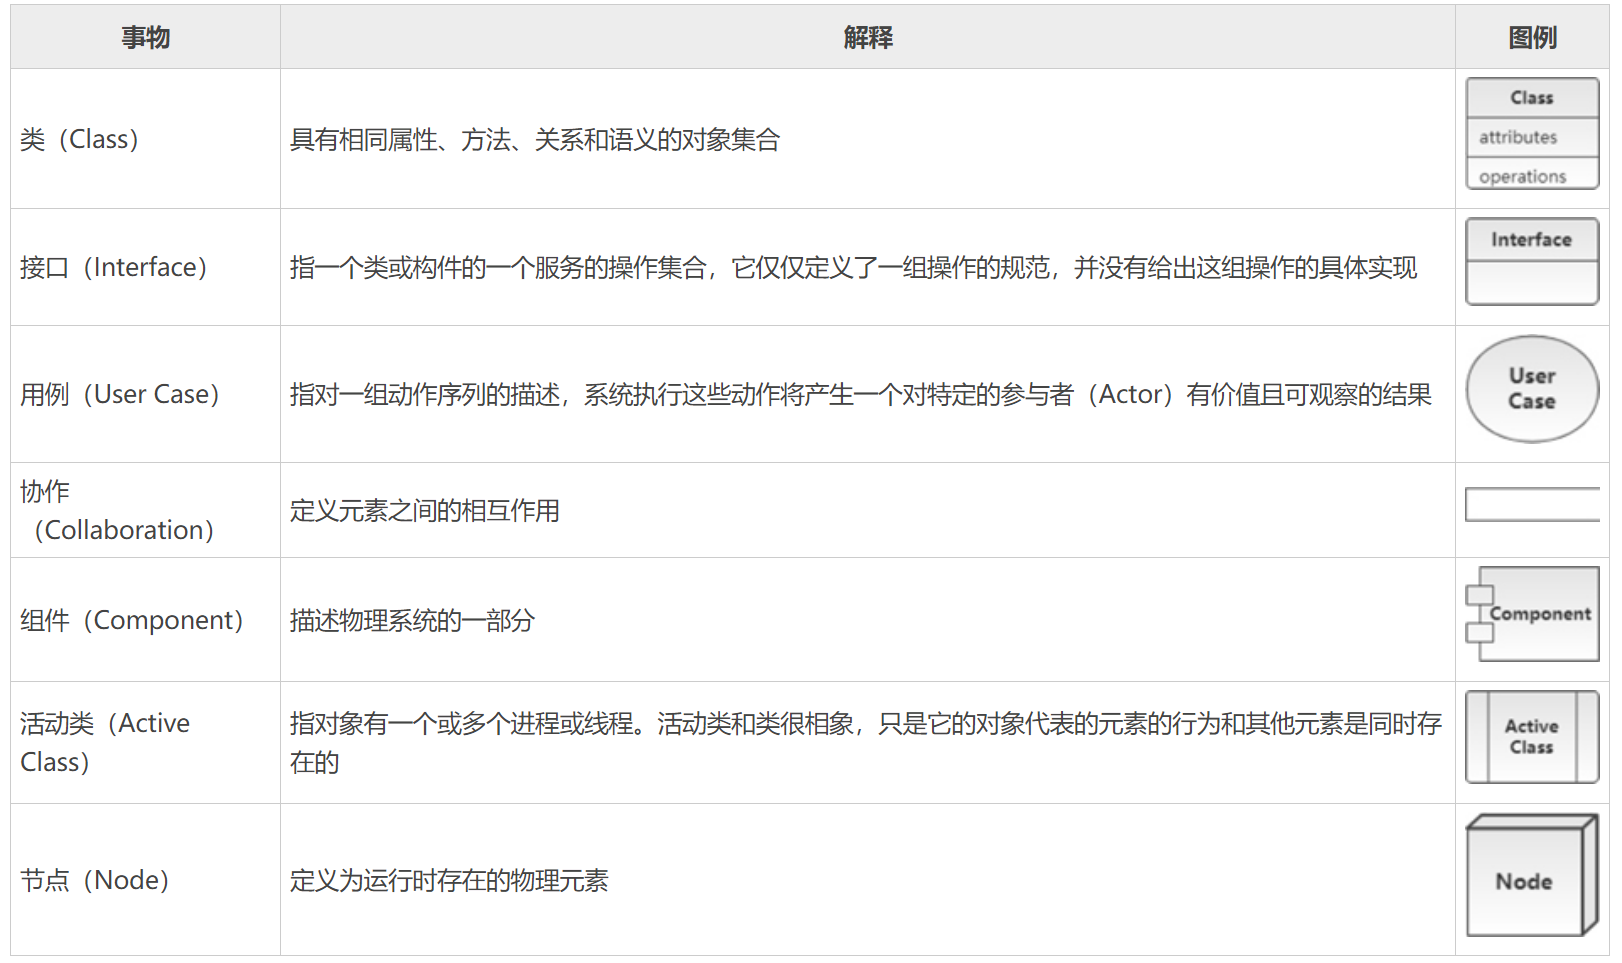 事物
解释
图例
类（Class）
具有相同属性、方法、关系和语义的对象集合
Class
attributes
operations
接口（Interface）
指一个类或构件的一个服务的操作集合，它仅仅定义了一组操作的规范，并没有给出这组操作的具体实现
Interface
用例（User Case）
指对一组动作序列的描述，系统执行这些动作将产生一个对特定的参与者（Actor）有价值且可观察的结果
User
Case
协作
（Collaboration）
定义元素之间的相互作用
组件（Component）
描述物理系统的一部分
Component
活动类（Active
Class）
指对象有一个或多个进程或线程。活动类和类很相象，只是它的对象代表的元素的行为和其他元素是同时存
在的
Active
Class
节点（Node）
定义为运行时存在的物理元素
Node